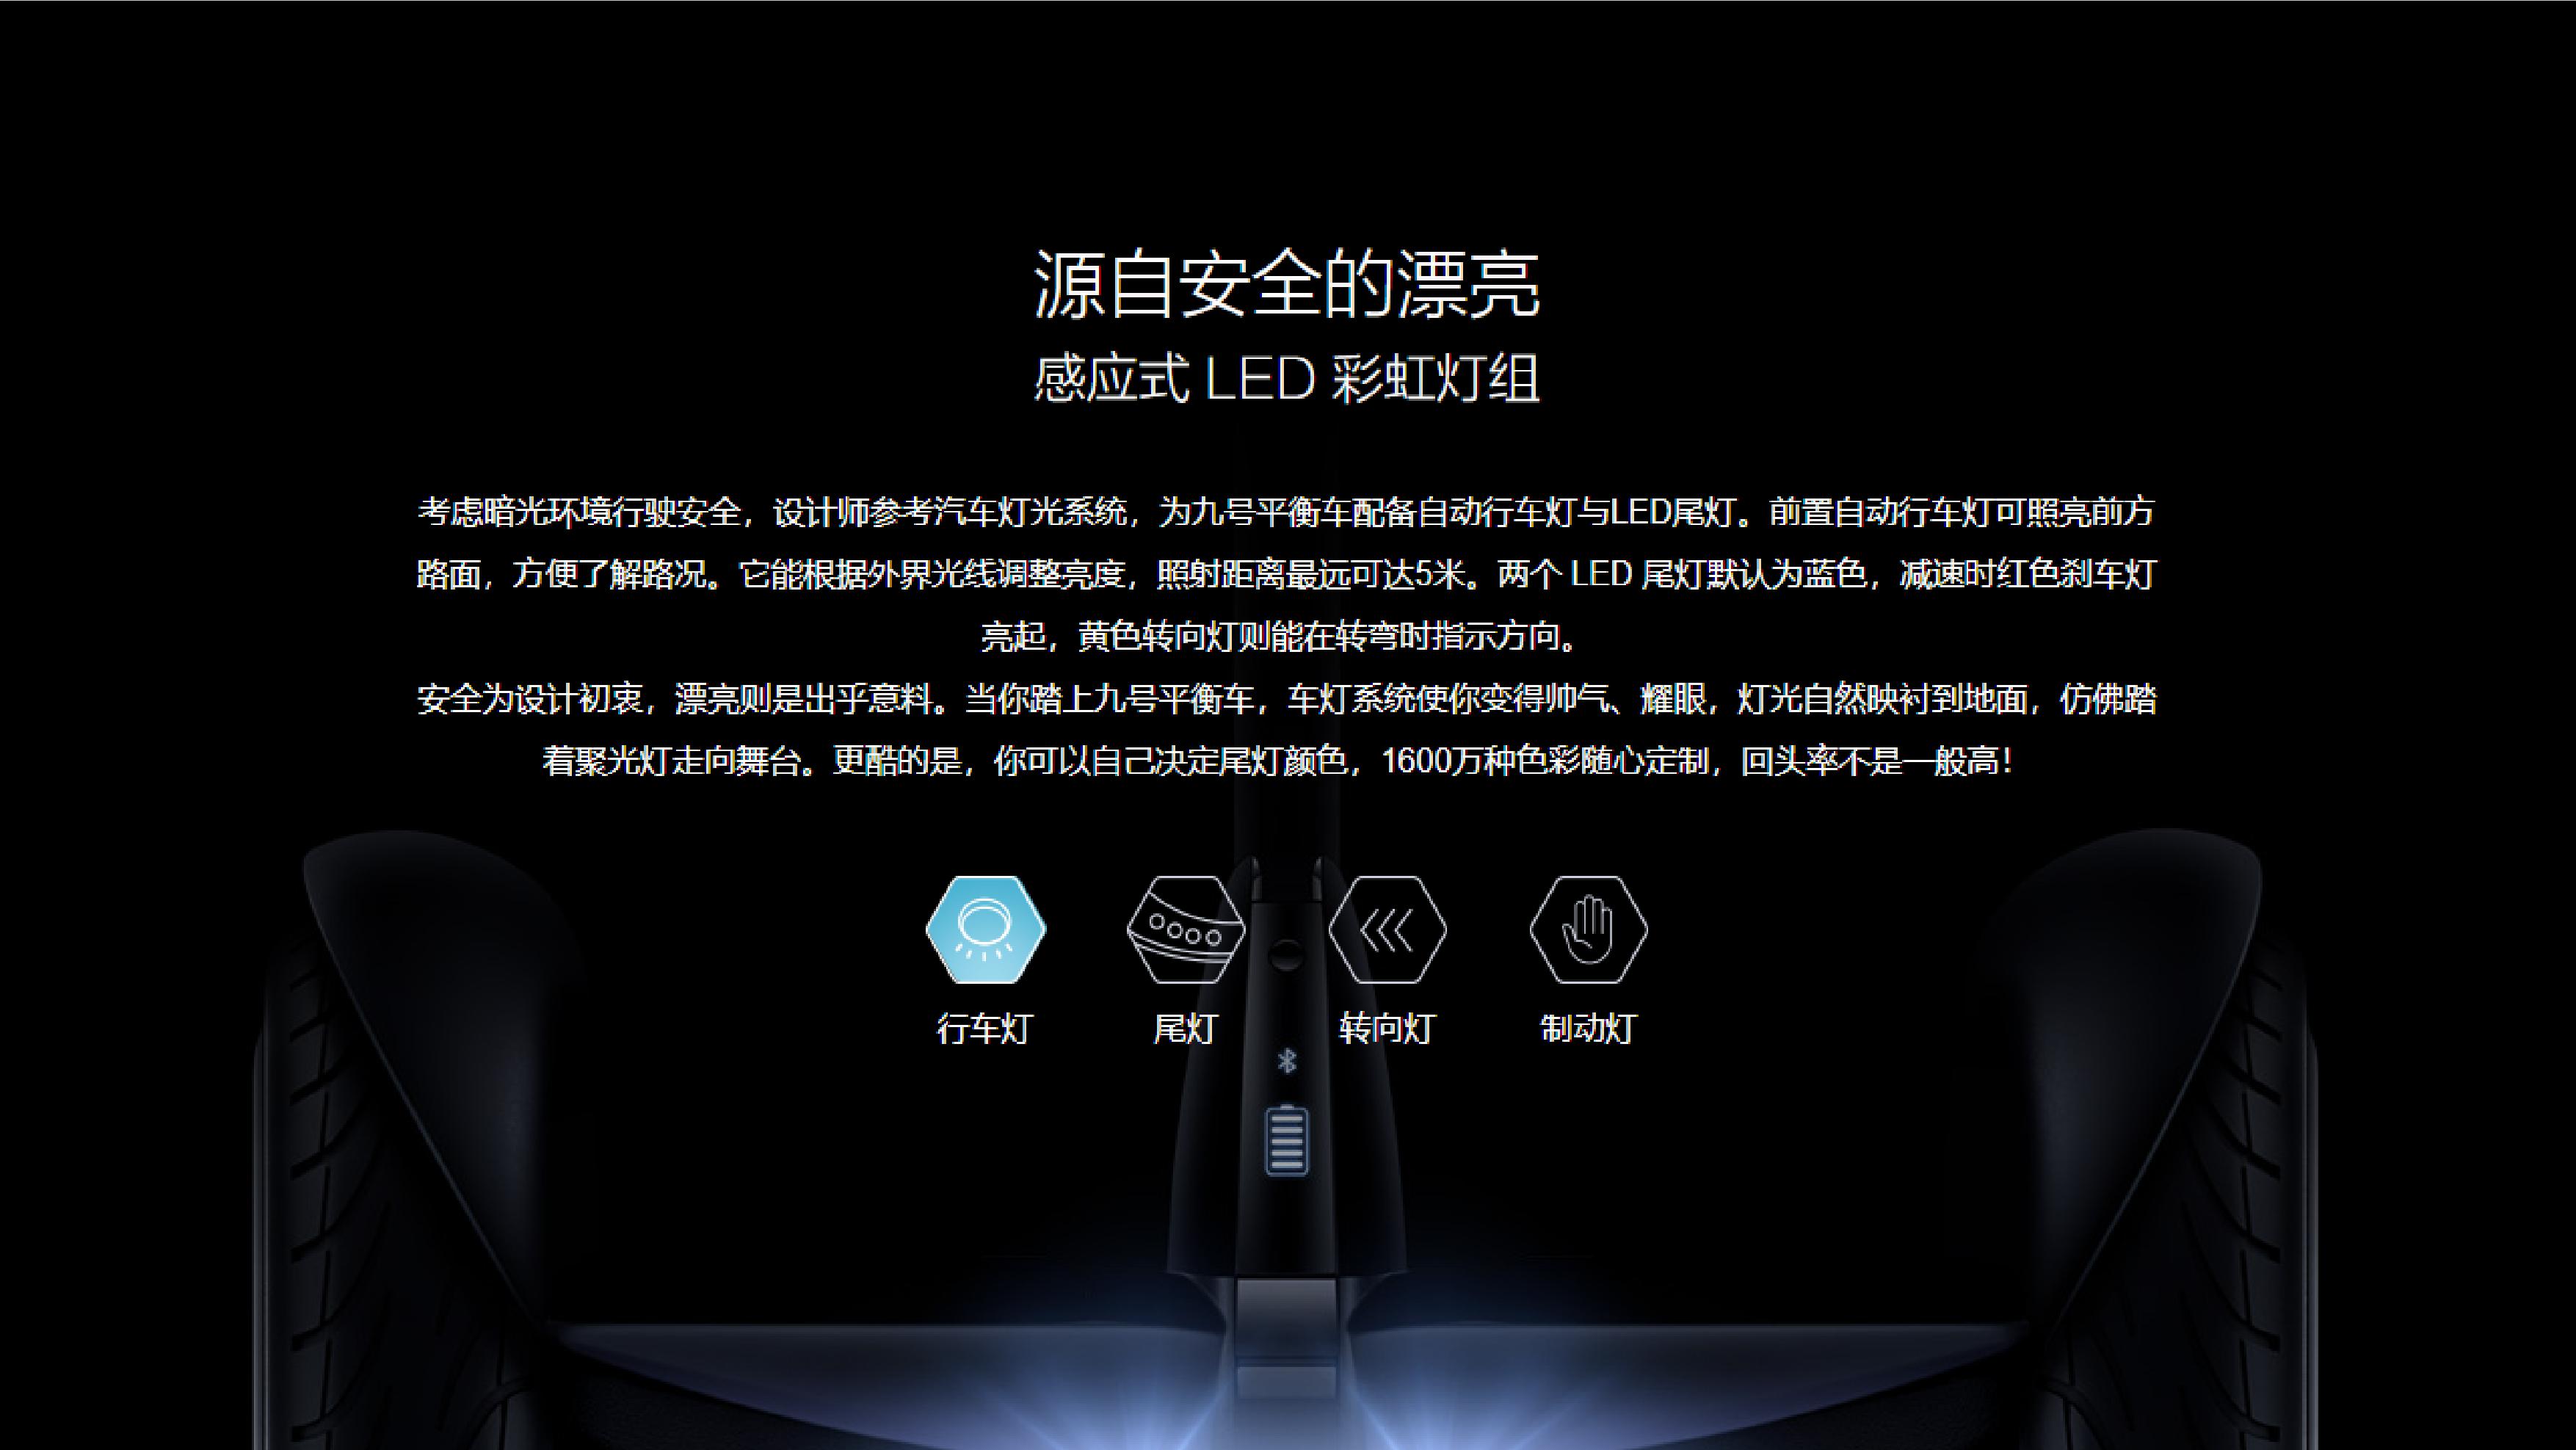 源自安全的漂亮
感应式 LED 彩虹灯组
考虑暗光环境行驶安全，设计师参考汽车灯光系统，为九号平衡车配备自动行车灯与LED尾灯。前置自动行车灯可照亮前方
路面，方便了解路况。它能根据外界光线调整亮度，照射距离最远可达5米。两个 LED 尾灯默认为蓝色，减速时红色刹车灯
亮起，黄色转向灯则能在转弯时指示方向。
安全为设计初衷，漂亮则是出乎意料。当你踏上九号平衡车，车灯系统使你变得帅气、耀眼，灯光自然映衬到地面，仿佛踏
着聚光灯走向舞台。更酷的是，你可以自己决定尾灯颜色，1600万种色彩随心定制，回头率不是一般高！
行车灯
尾灯
转向灯
制动灯